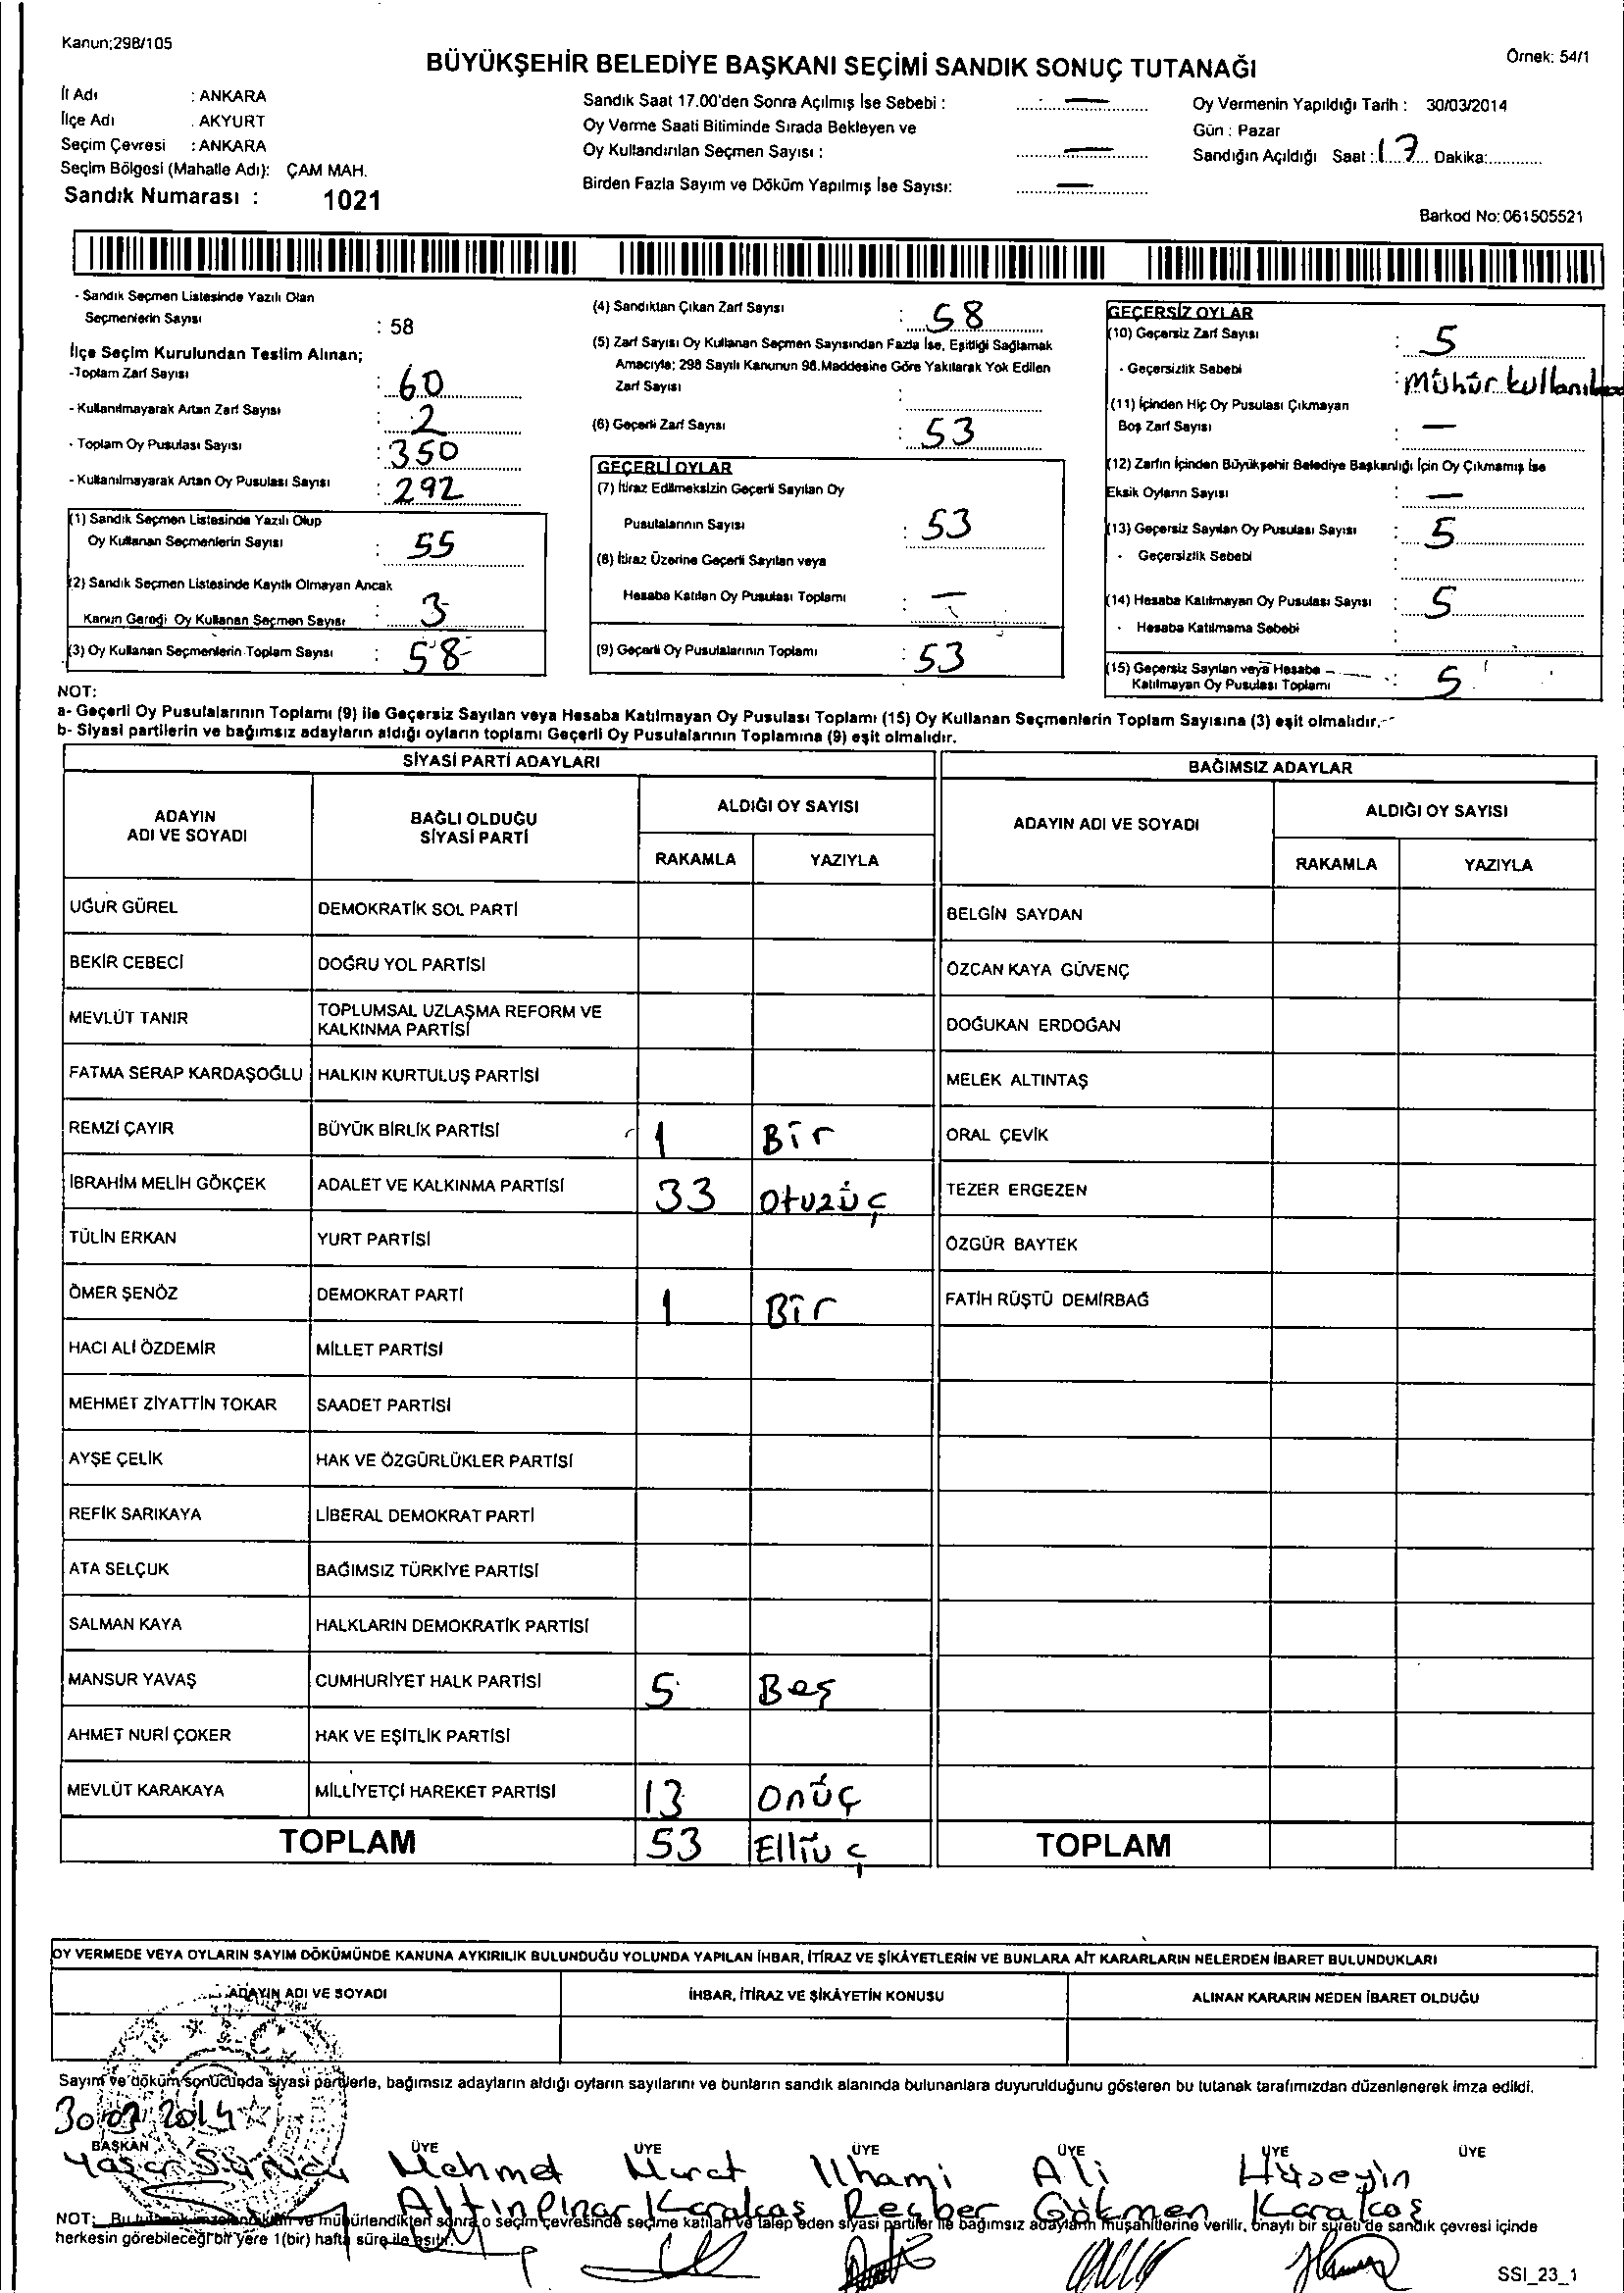 Kanun;298/105
BÜYÜKŞEHİR BELEDİYE BAŞKANI SEÇİMİ SANDIK SONUÇ TUTANAĞI
Örnek: 54/1
İl Adı : ANKARA
İlçe Adı : AKYURT
Seçim Çevresi : ANKARA
Seçim Bölgesi (Mahalle Adı): ÇAM MAH.
Sandık Numarası : 1021
Sandık Saat 17.00'den Sonra Açılmış İse Sebebi : —
Oy Verme Saati Bitiminde Sırada Bekleyen ve
Oy Kullandırılan Seçmen Sayısı : —
Birden Fazla Sayım ve Döküm Yapılmış İse Sayısı: —
Oy Vermenin Yapıldığı Tarih : 30/03/2014
Gün : Pazar
Sandığın Açıldığı Saat : 17 Dakika:............
Barkod No: 061505521
- Sandık Seçmen Listesinde Yazılı Olan
Seçmenlerin Sayısı : 58
İlçe Seçim Kurulundan Teslim Alınan;
-Toplam Zarf Sayısı : 60
- Kullanılmayarak Artan Zarf Sayısı : 2
- Toplam Oy Pusulası Sayısı : 350
- Kullanılmayarak Artan Oy Pusulası Sayısı : 292
(1) Sandık Seçmen Listesinde Yazılı Olup
Oy Kullanan Seçmenlerin Sayısı : 55
(2) Sandık Seçmen Listesinde Kayıtlı Olmayan Ancak
Kanun Gereği Oy Kullanan Seçmen Sayısı : 3
(3) Oy Kullanan Seçmenlerin Toplam Sayısı : 58
(4) Sandıktan Çıkan Zarf Sayısı : 58
(5) Zarf Sayısı Oy Kullanan Seçmen Sayısından Fazla İse, Eşitliği Sağlamak
Amacıyla; 298 Sayılı Kanunun 98.Maddesine Göre Yakılarak Yok Edilen
Zarf Sayısı :
(6) Geçerli Zarf Sayısı : 53
GEÇERLİ OYLAR
(7) İtiraz Edilmeksizin Geçerli Sayılan Oy
Pusulalarının Sayısı : 53
(8) İtiraz Üzerine Geçerli Sayılan veya
Hesaba Katılan Oy Pusulası Toplamı : —
(9) Geçerli Oy Pusulalarının Toplamı : 53
GEÇERSİZ OYLAR
(10) Geçersiz Zarf Sayısı : 5
- Geçersizlik Sebebi : Mühür
(11) İçinden Hiç Oy Pusulası Çıkmayan
Boş Zarf Sayısı : —
(12) Zarfın İçinden Büyükşehir Belediye Başkanlığı İçin Oy Çıkmamış İse
Eksik Oyların Sayısı : —
(13) Geçersiz Sayılan Oy Pusulası Sayısı : 5
- Geçersizlik Sebebi :
(14) Hesaba Katılmayan Oy Pusulası Sayısı : 5
- Hesaba Katılmama Sebebi :
(15) Geçersiz Sayılan veya Hesaba
Katılmayan Oy Pusulası Toplamı : 5
NOT:
a- Geçerli Oy Pusulalarının Toplamı (9) ile Geçersiz Sayılan veya Hesaba Katılmayan Oy Pusulası Toplamı (15) Oy Kullanan Seçmenlerin Toplam Sayısına (3) eşit olmalıdır.
b- Siyasi partilerin ve bağımsız adayların aldığı oyların toplamı Geçerli Oy Pusulalarının Toplamına (9) eşit olmalıdır.
SİYASİ PARTİ ADAYLARI
BAĞIMSIZ ADAYLAR
ADAYIN ADI VE SOYADI
BAĞLI OLDUĞU SİYASİ PARTİ
ALDIĞI OY SAYISI
RAKAMLA YAZIYLA
ADAYIN ADI VE SOYADI
ALDIĞI OY SAYISI
RAKAMLA YAZIYLA
UĞUR GÜREL DEMOKRATİK SOL PARTİ BELGİN SAYDAN
BEKİR CEBECİ DOĞRU YOL PARTİSİ ÖZCAN KAYA GÜVENÇ
MEVLÜT TANIR TOPLUMSAL UZLAŞMA REFORM VE KALKINMA PARTİSİ DOĞUKAN ERDOĞAN
FATMA SERAP KARDAŞOĞLU HALKIN KURTULUŞ PARTİSİ MELEK ALTINTAŞ
REMZİ ÇAYIR BÜYÜK BİRLİK PARTİSİ 1 Bir ORAL ÇEVİK
İBRAHİM MELİH GÖKÇEK ADALET VE KALKINMA PARTİSİ 33 Otuzüç TEZER ERGEZEN
TÜLİN ERKAN YURT PARTİSİ ÖZGÜR BAYTEK
ÖMER ŞENÖZ DEMOKRAT PARTİ 1 Bir FATİH RÜŞTÜ DEMİRBAĞ
HACI ALİ ÖZDEMİR MİLLET PARTİSİ
MEHMET ZİYATTİN TOKAR SAADET PARTİSİ
AYŞE ÇELİK HAK VE ÖZGÜRLÜKLER PARTİSİ
REFİK SARIKAYA LİBERAL DEMOKRAT PARTİ
ATA SELÇUK BAĞIMSIZ TÜRKİYE PARTİSİ
SALMAN KAYA HALKLARIN DEMOKRATİK PARTİSİ
MANSUR YAVAŞ CUMHURİYET HALK PARTİSİ 5 Beş
AHMET NURİ ÇOKER HAK VE EŞİTLİK PARTİSİ
MEVLÜT KARAKAYA MİLLİYETÇİ HAREKET PARTİSİ 13 Onüç
TOPLAM 53 Elliüç TOPLAM
OY VERMEDE VEYA OYLARIN SAYIM DÖKÜMÜNDE KANUNA AYKIRILIK BULUNDUĞU YOLUNDA YAPILAN İHBAR, İTİRAZ VE ŞİKÂYETLERİN VE BUNLARA AİT KARARLARIN NELERDEN İBARET BULUNDUKLARI
ADAYIN ADI VE SOYADI İHBAR, İTİRAZ VE ŞİKÂYETİN KONUSU ALINAN KARARIN NEDEN İBARET OLDUĞU
Sayım ve döküm sonucunda siyasi partilerle, bağımsız adayların aldığı oyların sayılarını ve bunların sandık alanında bulunanlara duyurulduğunu gösteren bu tutanak tarafımızdan düzenlenerek imza edildi.
30/03/2014
BAŞKAN ÜYE ÜYE ÜYE ÜYE ÜYE ÜYE
Yaşar Mehmet Murat İlhami Ali Hüseyin
Altınpınar Karakaş Reşber Gökmen Karakoş
NOT: mühürlendikten sonra o seçim çevresinde seçime katılan ve talep eden siyasi partiler ile bağımsız adayların müşahitlerine verilir, onaylı bir sureti de sandık çevresi içinde
herkesin görebileceği bir yere 1(bir) hafta süre ile asılır.
SSI_23_1